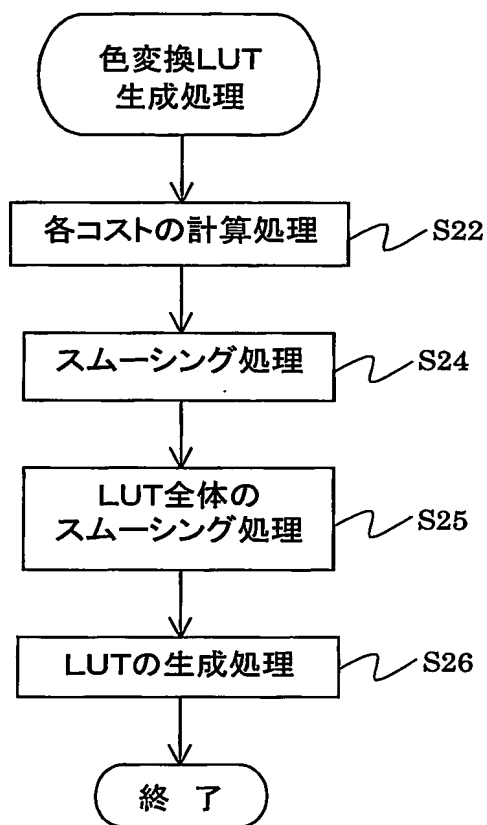 色変換LUT
生成処理
各コストの計算処理
S22
スムーシング処理
S24
LUT全体の
スムーシング処理
S25
LUTの生成処理
S26
終 了